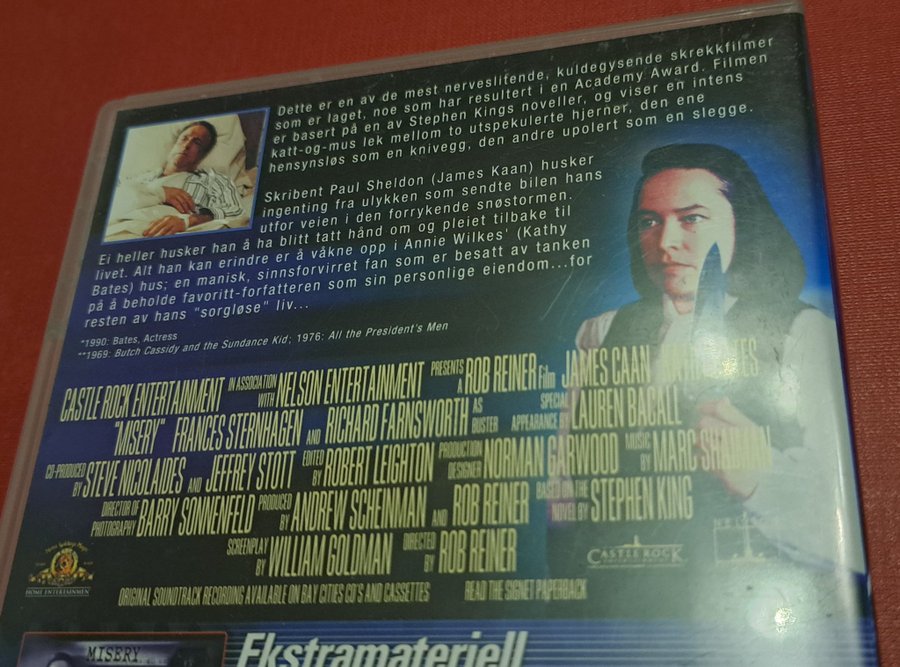 Dette er en av de mest nerveslitende, kuldegysende skrekkfilmer
som er laget, noe som har resultert i en Academy Award. Filmen
er basert på en av Stephen Kings noveller, og viser en intens
katt-og-mus lek mellom to utspekulerte hjerner, den ene
hensynsløs som en knivegg, den andre upolert som en slegge.
Skribent Paul Sheldon (James Kaan) husker
ingenting fra ulykken som sendte bilen hans
utfor veien i den forrykende snøstormen.
Ei heller husker han å ha blitt tatt hånd om og pleiet tilbake til
livet. Alt han kan erindre er å våkne opp i Annie Wilkes' (Kathy
Bates) hus; en manisk, sinnsforvirret fan som er besatt av tanken
på å beholde favoritt-forfatteren som sin personlige eiendom...for
resten av hans "sorgløse" liv...
*1990: Bates, Actress
**1969: Butch Cassidy and the Sundance Kid; 1976: All the President's Men
CASTLE ROCK ENTERTAINMENT IN ASSOCIATION WITH NELSON ENTERTAINMENT PRESENTS A ROB REINER Film JAMES CAAN
"MISERY" FRANCES STERNHAGEN AND RICHARD FARNSWORTH AS BUSTER SPECIAL APPEARANCE BY LAUREN BACALL
CO-PRODUCED BY STEVE NICOLAIDES AND JEFFREY STOTT EDITED BY ROBERT LEIGHTON PRODUCTION DESIGNER NORMAN GARWOOD MUSIC BY MARC SHAIMAN
DIRECTOR OF PHOTOGRAPHY BARRY SONNENFELD PRODUCED BY ANDREW SCHEINMAN AND ROB REINER BASED ON THE NOVEL BY STEPHEN KING
SCREENPLAY BY WILLIAM GOLDMAN DIRECTED BY ROB REINER
HOME ENTERTAINMENT
CASTLE ROCK
ORIGINAL SOUNDTRACK RECORDING AVAILABLE ON BAY CITIES CD'S AND CASSETTES READ THE SIGNET PAPERBACK
MISERY
Ekstramateriell